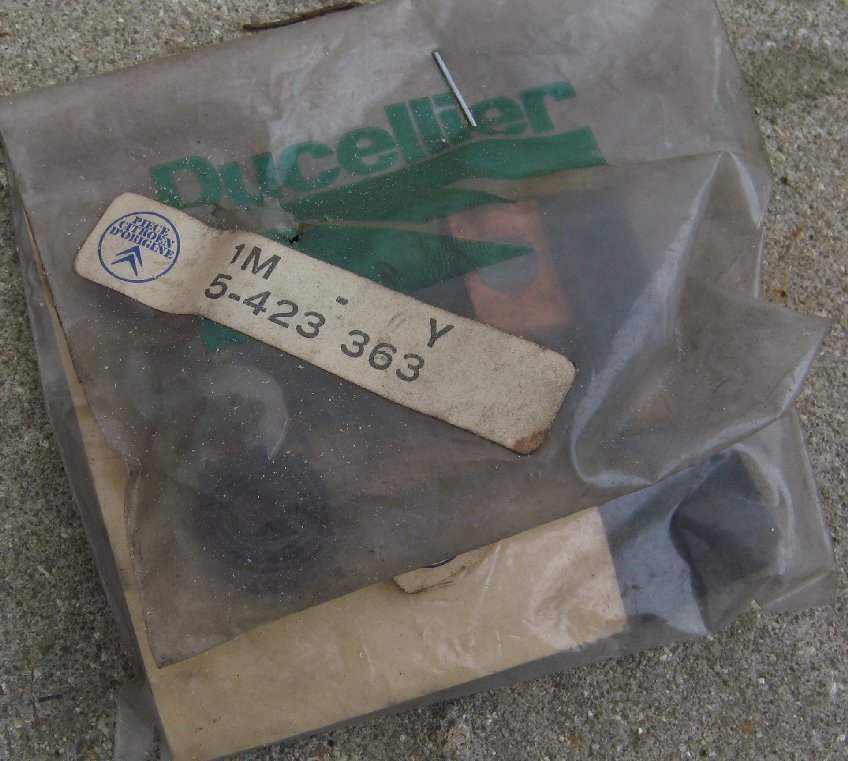 Ducellier
PIECE
CITROËN
D'ORIGINE
1M - Y
5-423 363